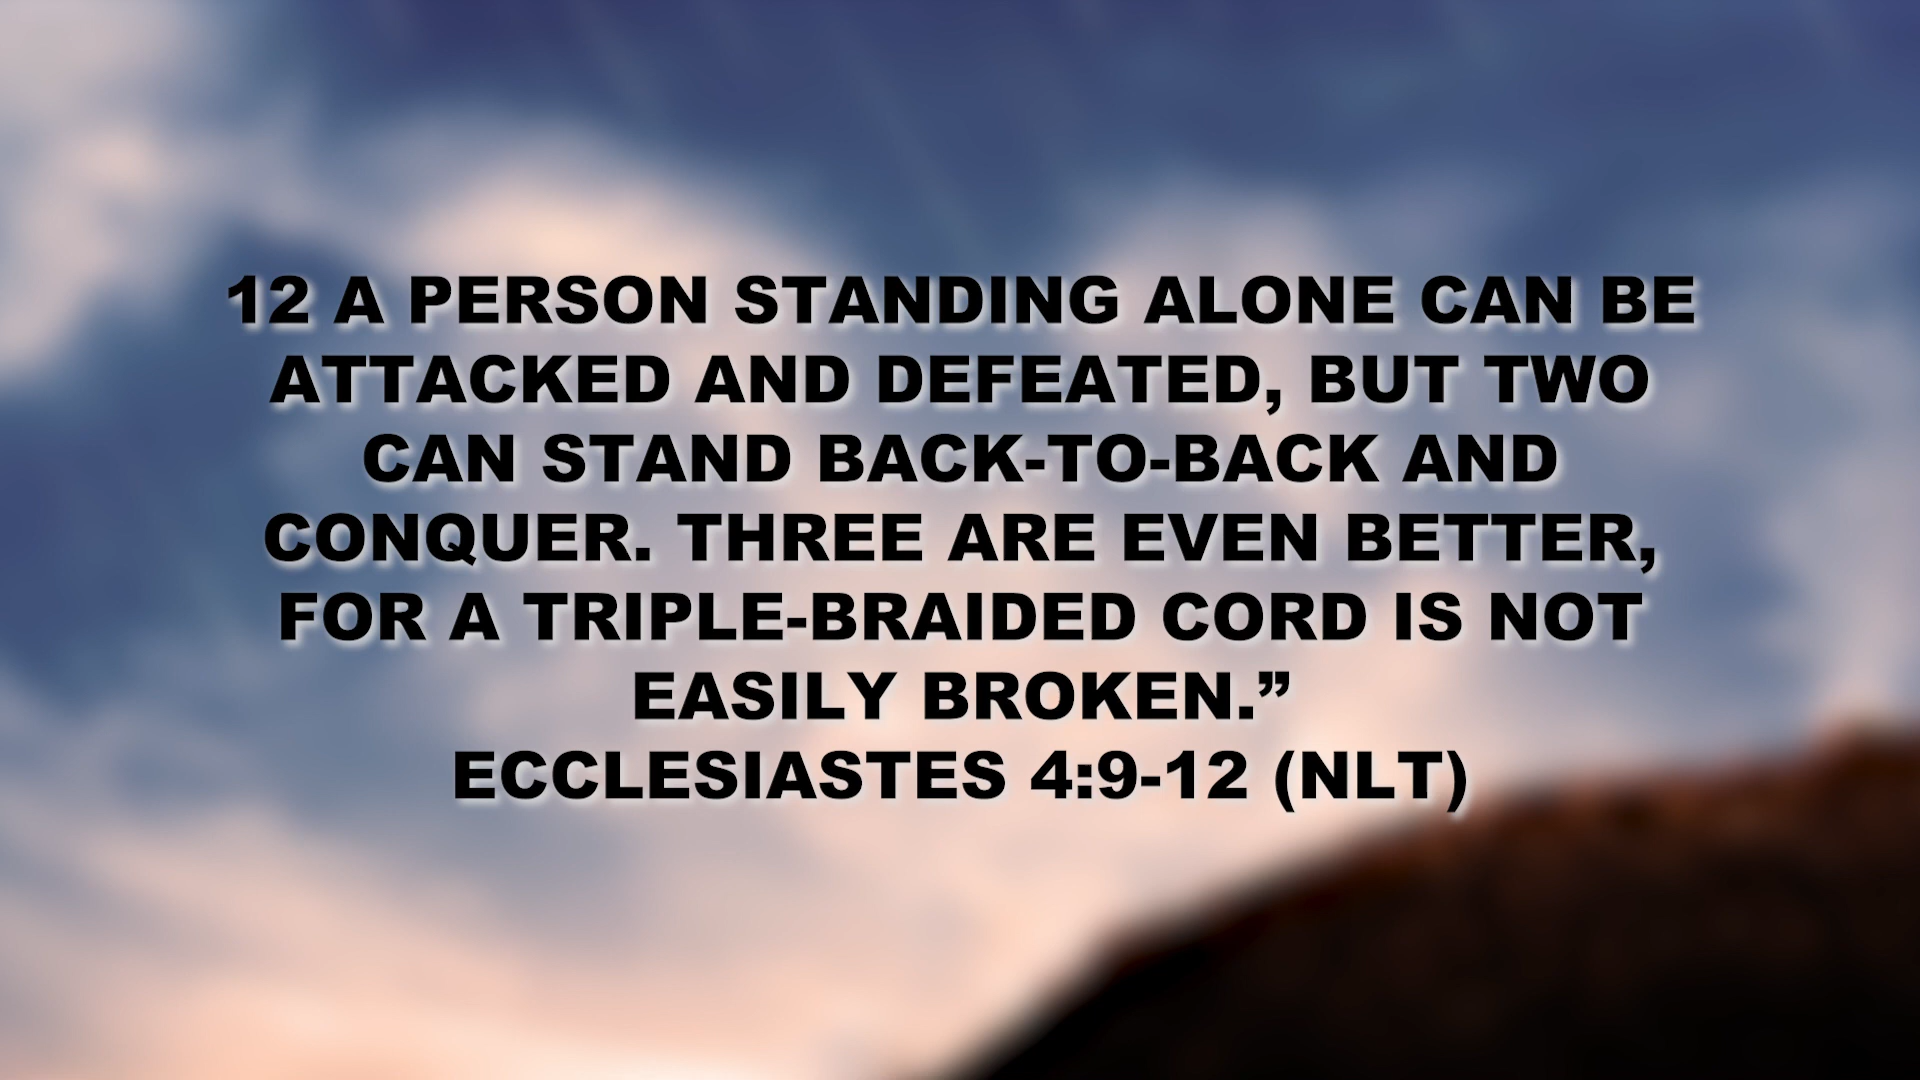 12 A PERSON STANDING ALONE CAN BE
ATTACKED AND DEFEATED, BUT TWO
CAN STAND BACK-TO-BACK AND
CONQUER. THREE ARE EVEN BETTER,
FOR A TRIPLE-BRAIDED CORD IS NOT
EASILY BROKEN.”
ECCLESIASTES 4:9-12 (NLT)